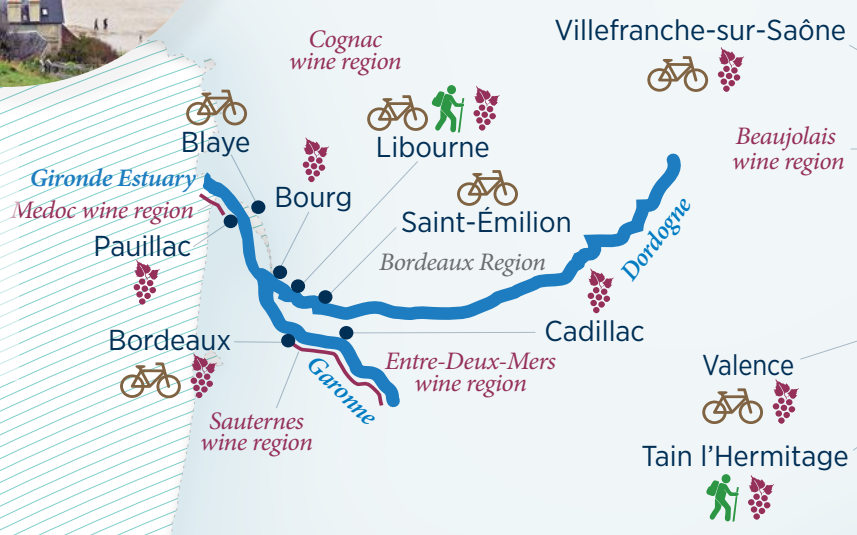 Villefranche-sur-Saône
Cognac
wine region
Beaujolais
wine region
Blaye
Libourne
Gironde Estuary
Medoc wine region
Bourg
Saint-Émilion
Pauillac
Bordeaux Region
Dordogne
Bordeaux
Cadillac
Entre-Deux-Mers
wine region
Garonne
Valence
Sauternes
wine region
Tain l’Hermitage